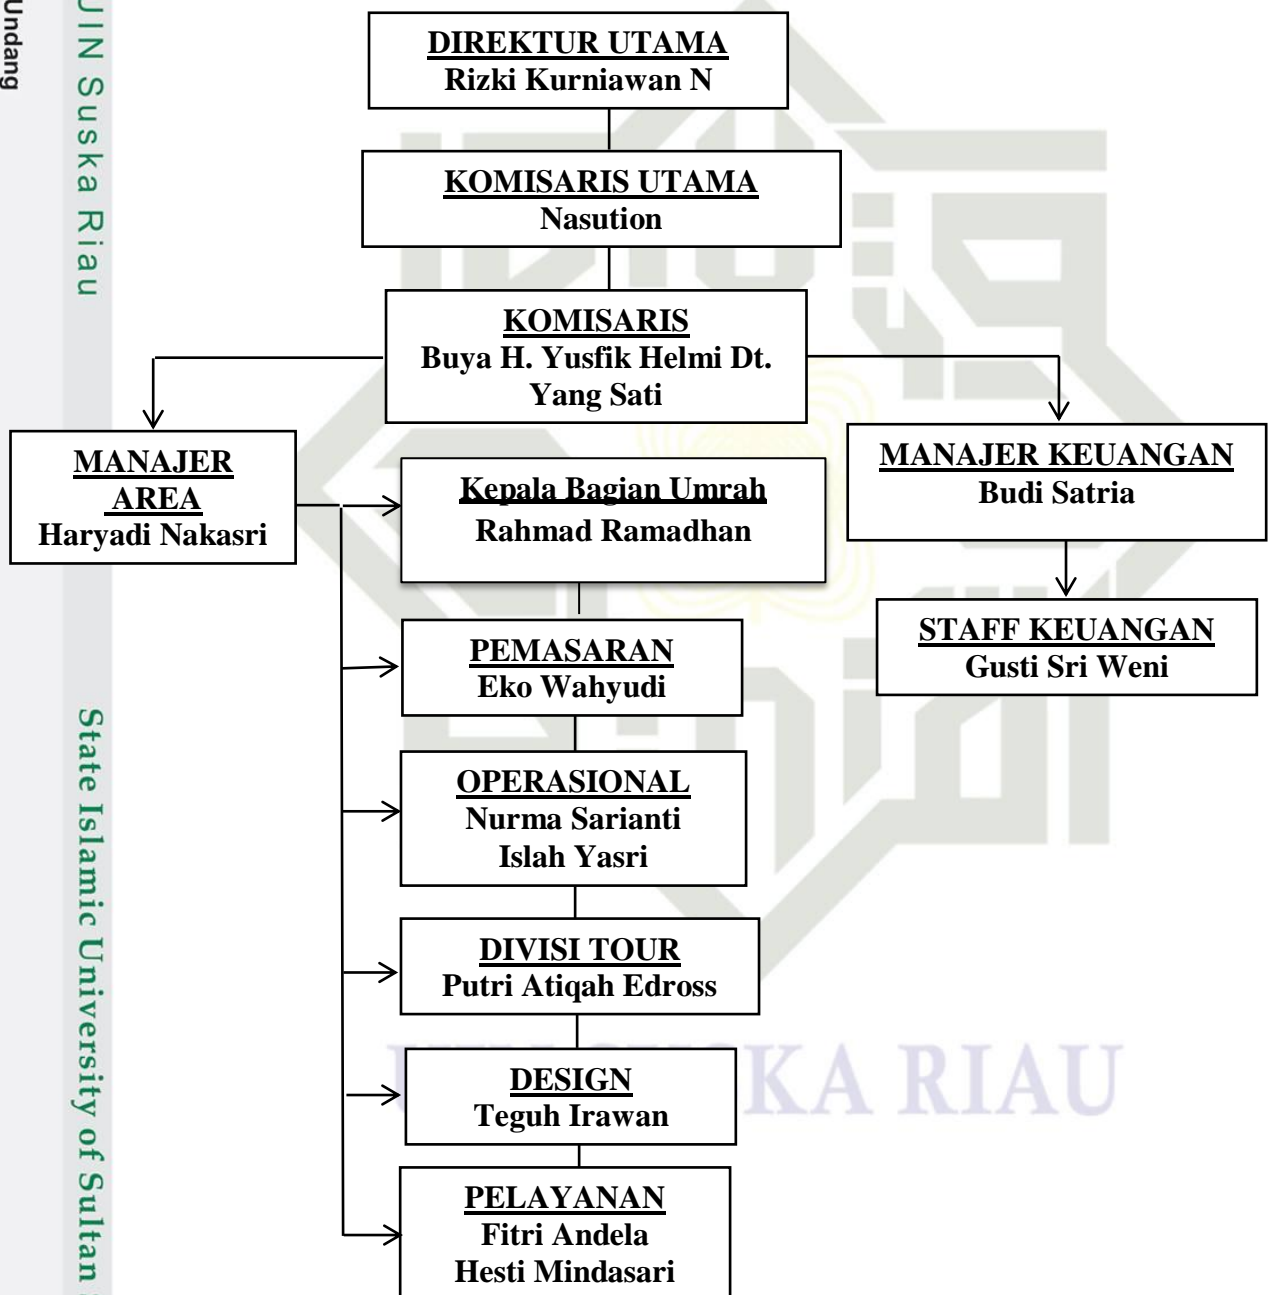 Undang
UIN Suska Riau
State Islamic University of Sultan
DIREKTUR UTAMA
Rizki Kurniawan N
KOMISARIS UTAMA
Nasution
KOMISARIS
Buya H. Yusfik Helmi Dt.
Yang Sati
MANAJER
AREA
Haryadi Nakasri
MANAJER KEUANGAN
Budi Satria
STAFF KEUANGAN
Gusti Sri Weni
Kepala Bagian Umrah
Rahmad Ramadhan
PEMASARAN
Eko Wahyudi
OPERASIONAL
Nurma Sarianti
Islah Yasri
DIVISI TOUR
Putri Atiqah Edross
DESIGN
Teguh Irawan
PELAYANAN
Fitri Andela
Hesti Mindasari
KA RIAU